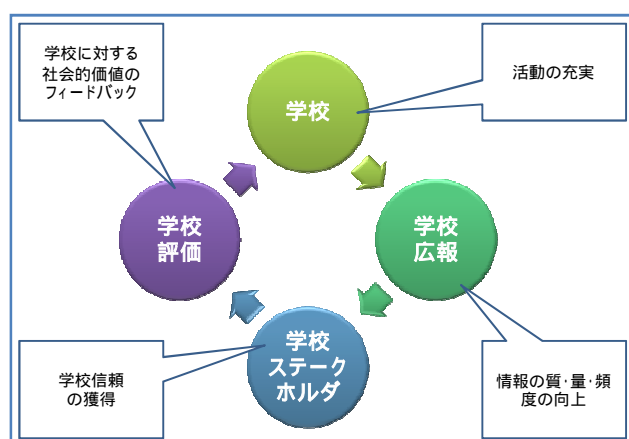 学校に対する
社会的価値の
フィードバック
学校
活動の充実
学校
評価
学校
広報
学校
ステーク
ホルダ
学校信頼
の獲得
情報の質・量・頻
度の向上